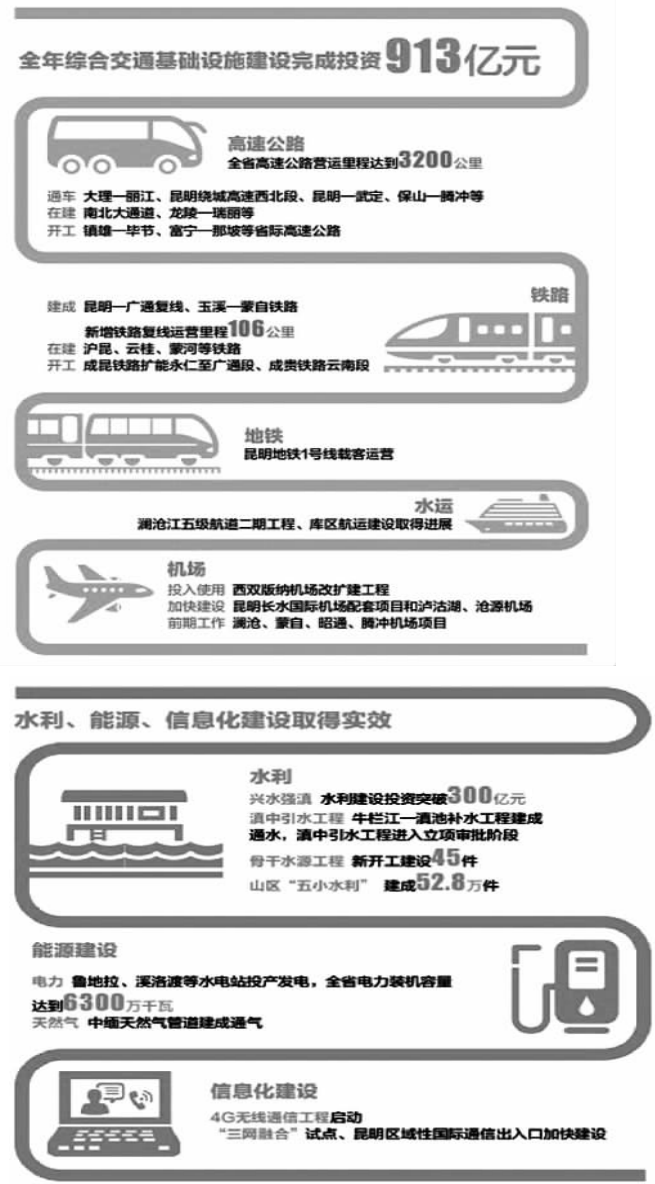 全年综合交通基础设施建设完成投资913亿元
高速公路
全省高速公路营运里程达到3200公里
通车 大理—丽江、昆明绕城高速西北段、昆明—武定、保山—腾冲等
在建 南北大通道、龙陵—瑞丽等
开工 镇雄—毕节、富宁—那坡等省际高速公路
铁路
建成 昆明—广通复线、玉溪—蒙自铁路
新增铁路复线运营里程106公里
在建 沪昆、云桂、蒙河等铁路
开工 成昆铁路扩能永仁至广通段、成贵铁路云南段
地铁
昆明地铁1号线载客运营
水运
澜沧江五级航道二期工程、库区航运建设取得进展
机场
投入使用 西双版纳机场改扩建工程
加快建设 昆明长水国际机场配套项目和泸沽湖、沧源机场
前期工作 澜沧、蒙自、昭通、腾冲机场项目
水利、能源、信息化建设取得实效
水利
兴水强滇 水利建设投资突破300亿元
滇中引水工程 牛栏江—滇池补水工程建成
通水，滇中引水工程进入立项审批阶段
骨干水源工程 新开工建设45件
山区“五小水利” 建成52.8万件
能源建设
电力 鲁地拉、溪洛渡等水电站投产发电，全省电力装机容量
达到6300万千瓦
天然气 中缅天然气管道建成通气
信息化建设
4G无线通信工程启动
“三网融合”试点、昆明区域性国际通信出入口加快建设